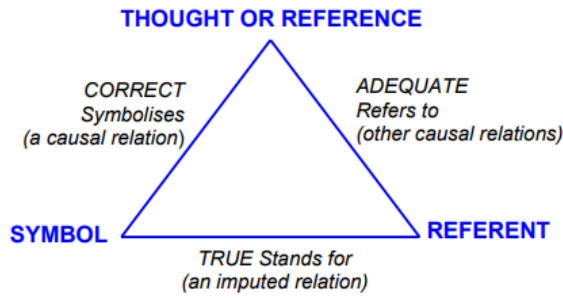 THOUGHT OR REFERENCE
CORRECT
Symbolises
(a causal relation)
ADEQUATE
Refers to
(other causal relations)
SYMBOL
REFERENT
TRUE Stands for
(an imputed relation)